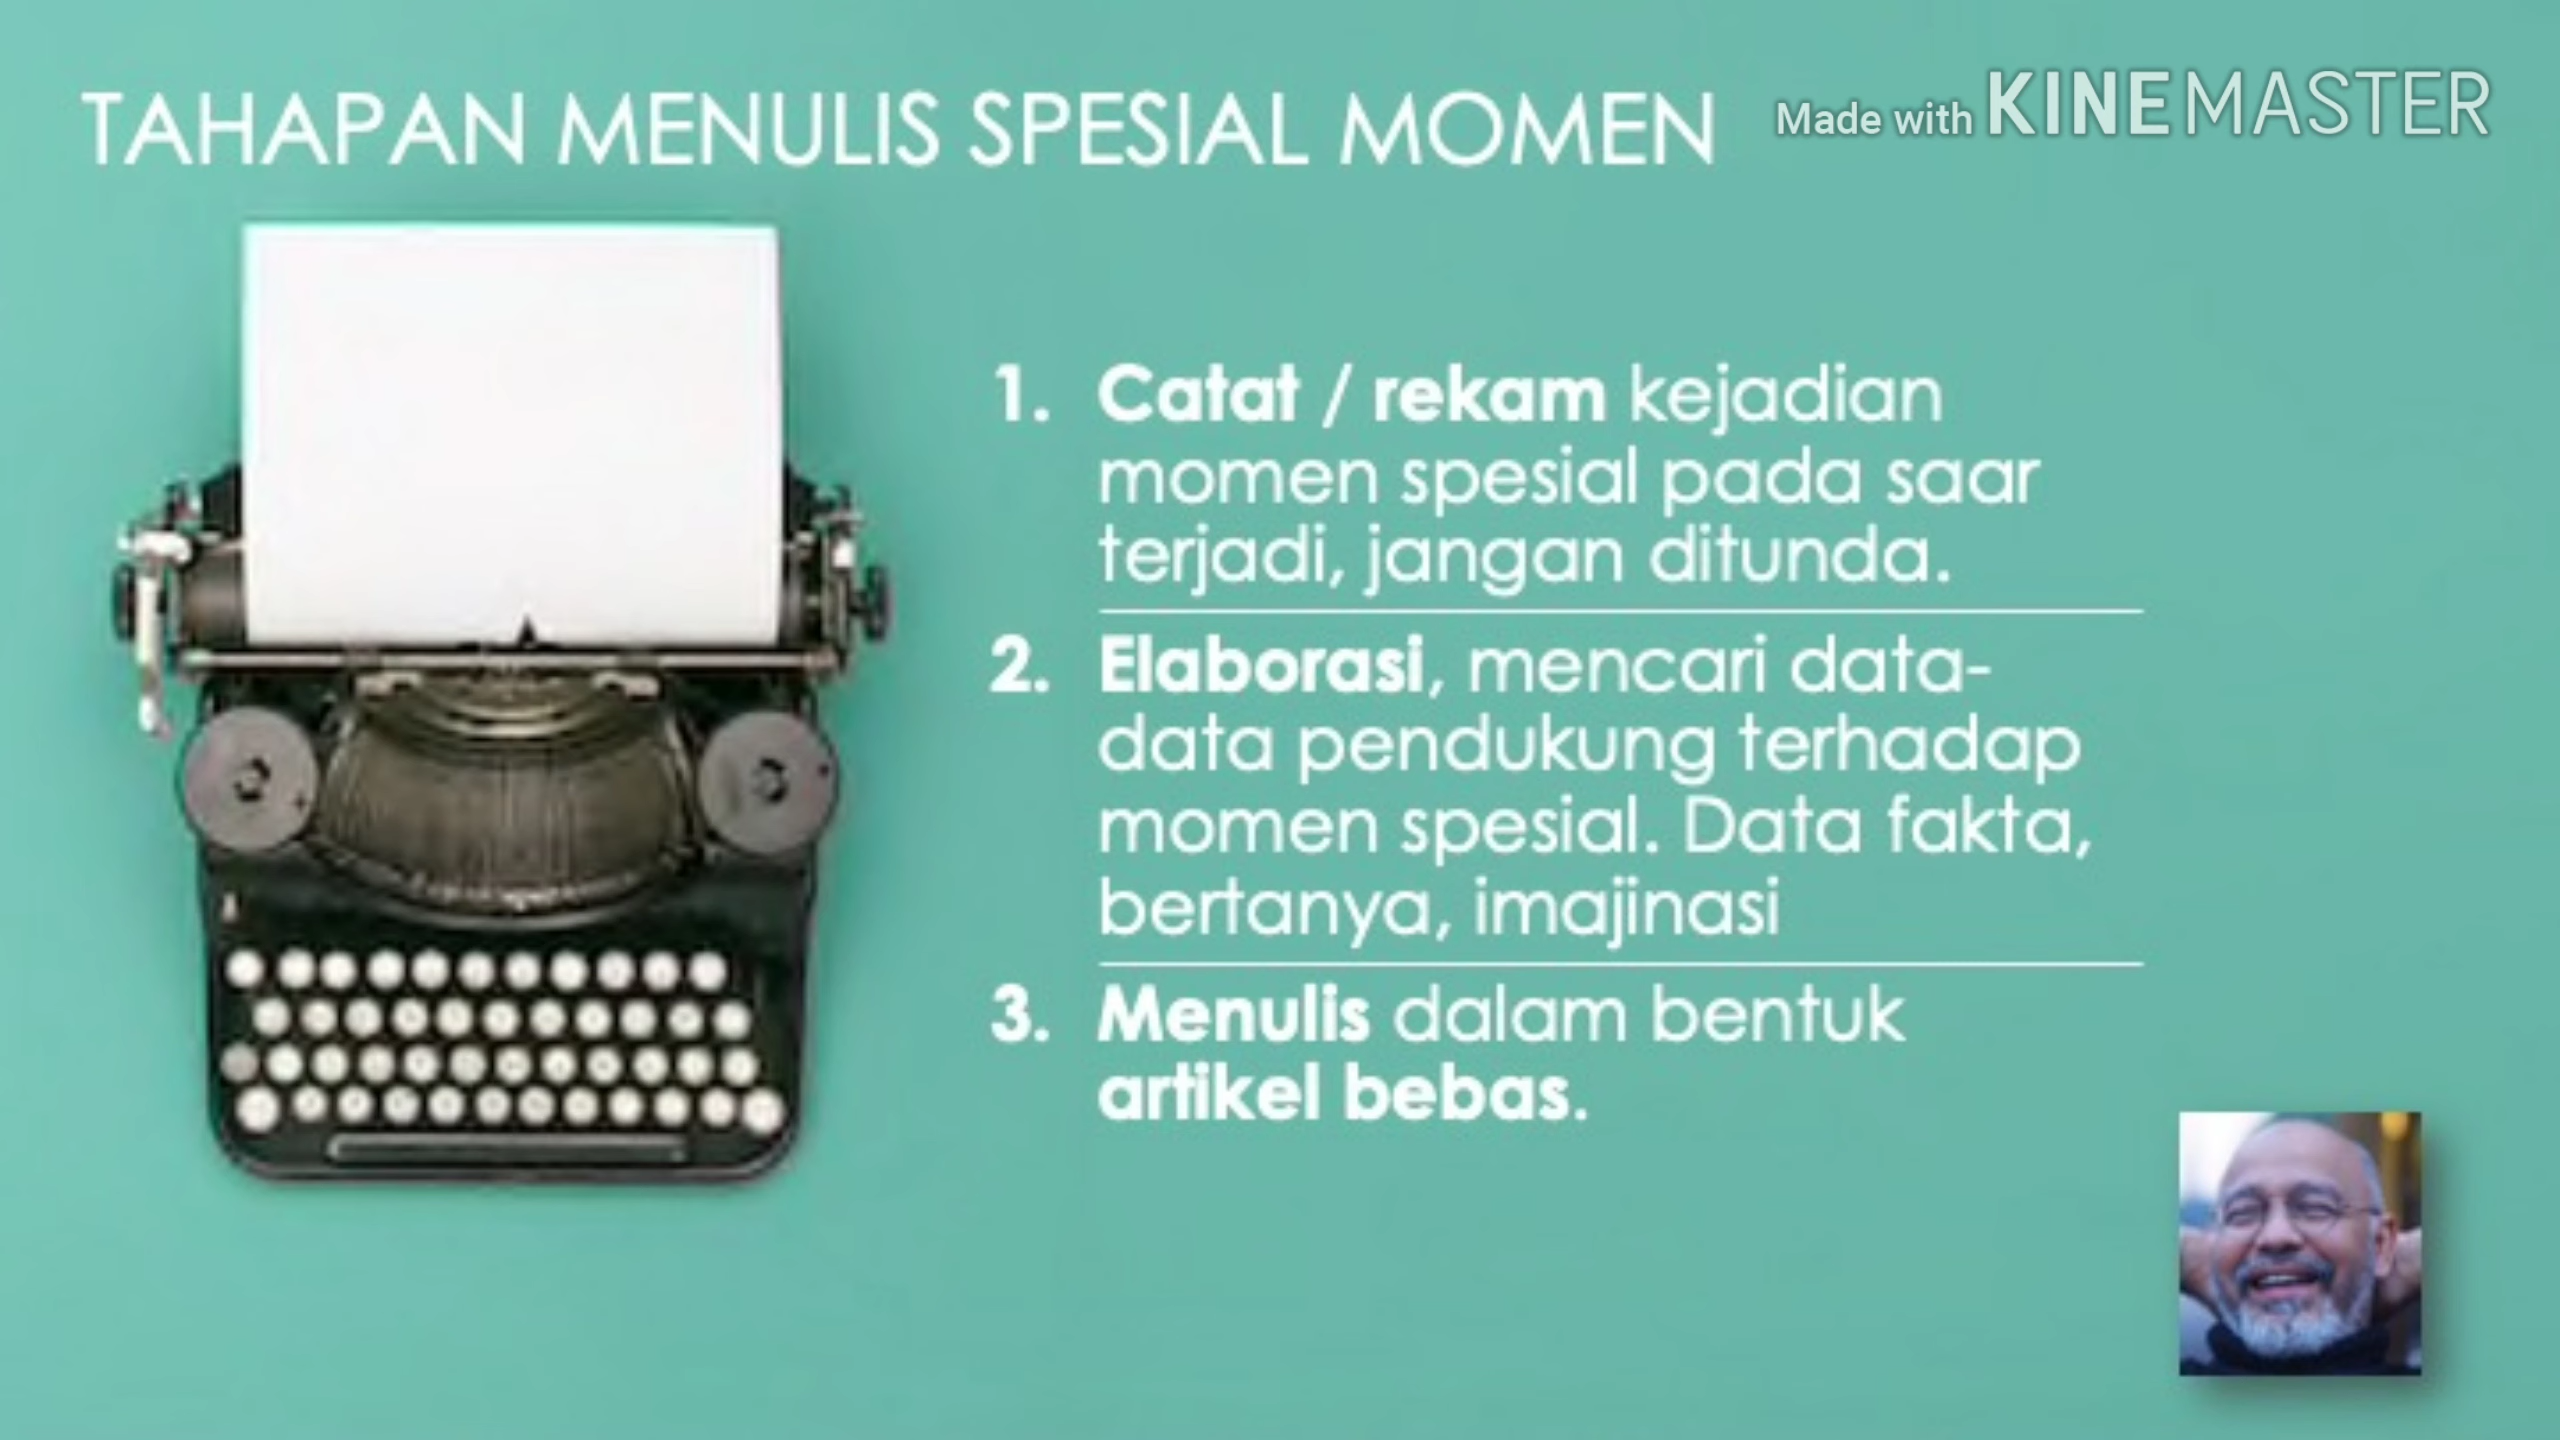 TAHAPAN MENULIS SPESIAL MOMEN
Made with KINEMASTER
1. Catat / rekam kejadian
momen spesial pada saar
terjadi, jangan ditunda.
2. Elaborasi, mencari data-
data pendukung terhadap
momen spesial. Data fakta,
bertanya, imajinasi
3. Menulis dalam bentuk
artikel bebas.